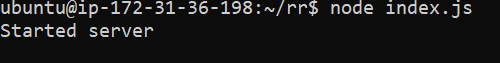 ubuntu@ip-172-31-36-198:~/rr$ node index.js
Started server